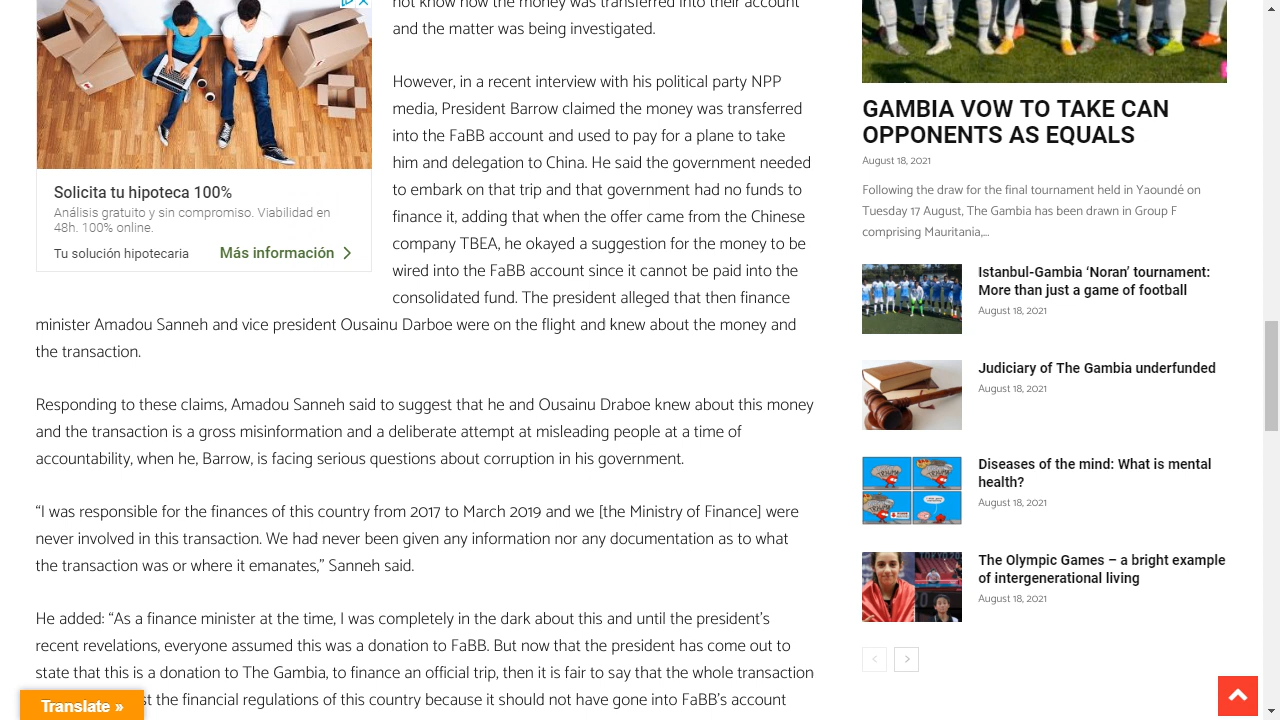 not know how the money was transferred into their account
and the matter was being investigated.
However, in a recent interview with his political party NPP
media, President Barrow claimed the money was transferred
into the FaBB account and used to pay for a plane to take
him and delegation to China. He said the government needed
to embark on that trip and that government had no funds to
finance it, adding that when the offer came from the Chinese
company TBEA, he okayed a suggestion for the money to be
wired into the FaBB account since it cannot be paid into the
consolidated fund. The president alleged that then finance
minister Amadou Sanneh and vice president Ousainu Darboe were on the flight and knew about the money and
the transaction.
Responding to these claims, Amadou Sanneh said to suggest that he and Ousainu Draboe knew about this money
and the transaction is a gross misinformation and a deliberate attempt at misleading people at a time of
accountability, when he, Barrow, is facing serious questions about corruption in his government.
“I was responsible for the finances of this country from 2017 to March 2019 and we [the Ministry of Finance] were
never involved in this transaction. We had never been given any information nor any documentation as to what
the transaction was or where it emanates,” Sanneh said.
He added: “As a finance minister at the time, I was completely in the dark about this and until the president’s
recent revelations, everyone assumed this was a donation to FaBB. But now that the president has come out to
state that this is a donation to The Gambia, to finance an official trip, then it is fair to say that the whole transaction
st the financial regulations of this country because it should not have gone into FaBB’s account
Solicita tu hipoteca 100%
Análisis gratuito y sin compromiso. Viabilidad en
48h. 100% online.
Tu solución hipotecaria
Más información
Translate »
GAMBIA VOW TO TAKE CAN
OPPONENTS AS EQUALS
August 18, 2021
Following the draw for the final tournament held in Yaoundé on
Tuesday 17 August, The Gambia has been drawn in Group F
comprising Mauritania,...
Istanbul-Gambia ‘Noran’ tournament:
More than just a game of football
August 18, 2021
Judiciary of The Gambia underfunded
August 18, 2021
Diseases of the mind: What is mental
health?
August 18, 2021
The Olympic Games – a bright example
of intergenerational living
August 18, 2021